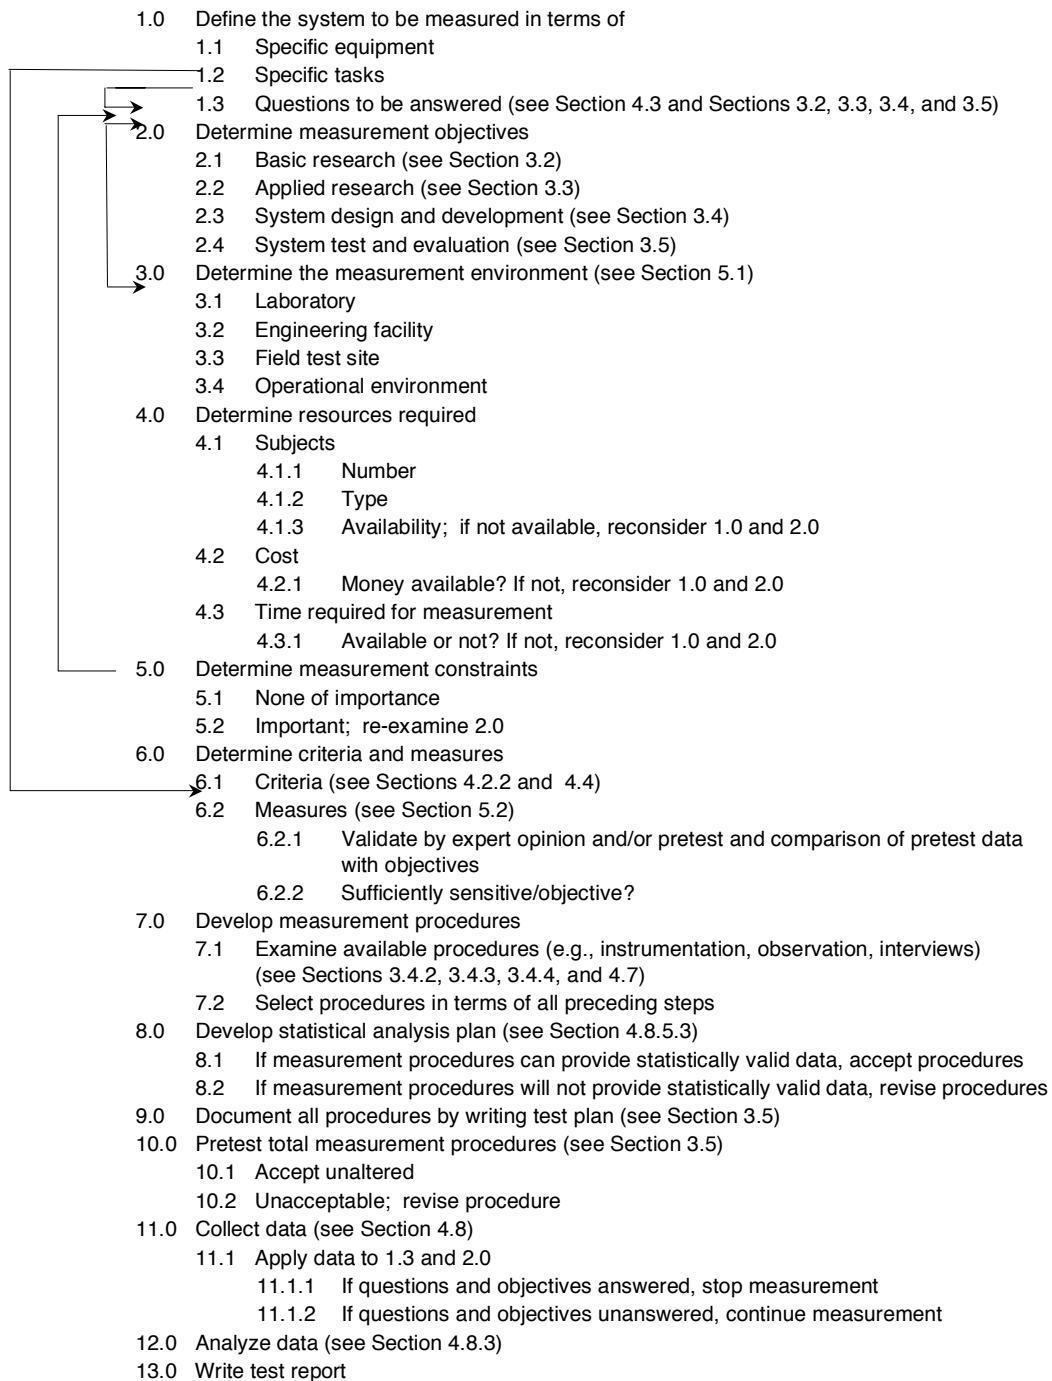 1.0 Define the system to be measured in terms of
1.1 Specific equipment
1.2 Specific tasks
1.3 Questions to be answered (see Section 4.3 and Sections 3.2, 3.3, 3.4, and 3.5)
2.0 Determine measurement objectives
2.1 Basic research (see Section 3.2)
2.2 Applied research (see Section 3.3)
2.3 System design and development (see Section 3.4)
2.4 System test and evaluation (see Section 3.5)
3.0 Determine the measurement environment (see Section 5.1)
3.1 Laboratory
3.2 Engineering facility
3.3 Field test site
3.4 Operational environment
4.0 Determine resources required
4.1 Subjects
4.1.1 Number
4.1.2 Type
4.1.3 Availability; if not available, reconsider 1.0 and 2.0
4.2 Cost
4.2.1 Money available? If not, reconsider 1.0 and 2.0
4.3 Time required for measurement
4.3.1 Available or not? If not, reconsider 1.0 and 2.0
5.0 Determine measurement constraints
5.1 None of importance
5.2 Important; re-examine 2.0
6.0 Determine criteria and measures
6.1 Criteria (see Sections 4.2.2 and 4.4)
6.2 Measures (see Section 5.2)
6.2.1 Validate by expert opinion and/or pretest and comparison of pretest data
with objectives
6.2.2 Sufficiently sensitive/objective?
7.0 Develop measurement procedures
7.1 Examine available procedures (e.g., instrumentation, observation, interviews)
(see Sections 3.4.2, 3.4.3, 3.4.4, and 4.7)
7.2 Select procedures in terms of all preceding steps
8.0 Develop statistical analysis plan (see Section 4.8.5.3)
8.1 If measurement procedures can provide statistically valid data, accept procedures
8.2 If measurement procedures will not provide statistically valid data, revise procedures
9.0 Document all procedures by writing test plan (see Section 3.5)
10.0 Pretest total measurement procedures (see Section 3.5)
10.1 Accept unaltered
10.2 Unacceptable; revise procedure
11.0 Collect data (see Section 4.8)
11.1 Apply data to 1.3 and 2.0
11.1.1 If questions and objectives answered, stop measurement
11.1.2 If questions and objectives unanswered, continue measurement
12.0 Analyze data (see Section 4.8.3)
13.0 Write test report